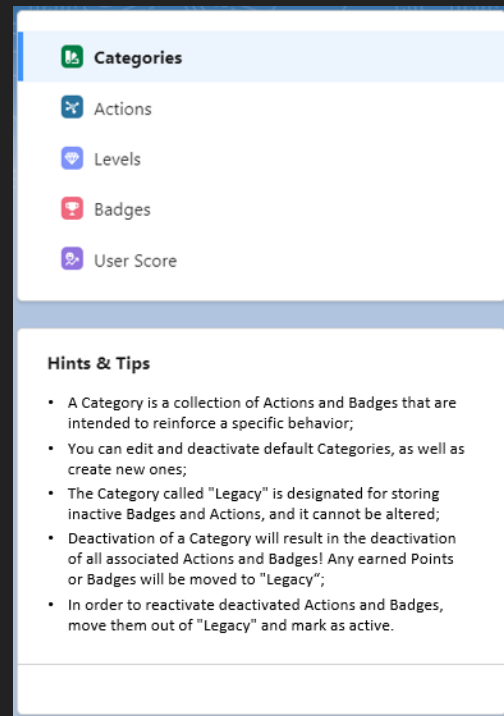 Categories
Actions
Levels
Badges
User Score
Hints & Tips
• A Category is a collection of Actions and Badges that are
intended to reinforce a specific behavior;
• You can edit and deactivate default Categories, as well as
create new ones;
• The Category called "Legacy" is designated for storing
inactive Badges and Actions, and it cannot be altered;
• Deactivation of a Category will result in the deactivation
of all associated Actions and Badges! Any earned Points
or Badges will be moved to "Legacy“;
• In order to reactivate deactivated Actions and Badges,
move them out of "Legacy" and mark as active.